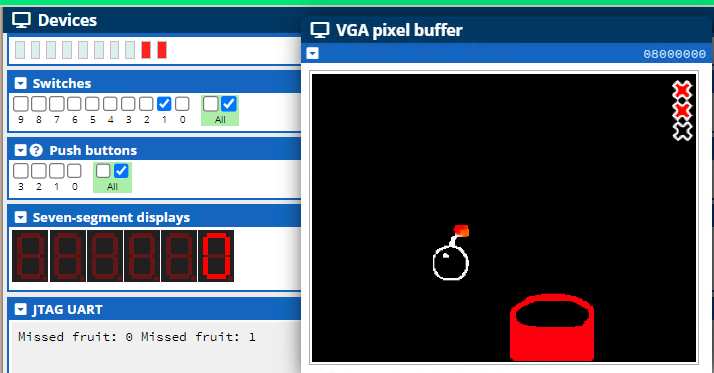 Devices
Switches
9 8 7 6 5 4 3 2 1 0 All
Push buttons
3 2 1 0 All
Seven-segment displays
0
JTAG UART
Missed fruit: 0 Missed fruit: 1
VGA pixel buffer
08000000